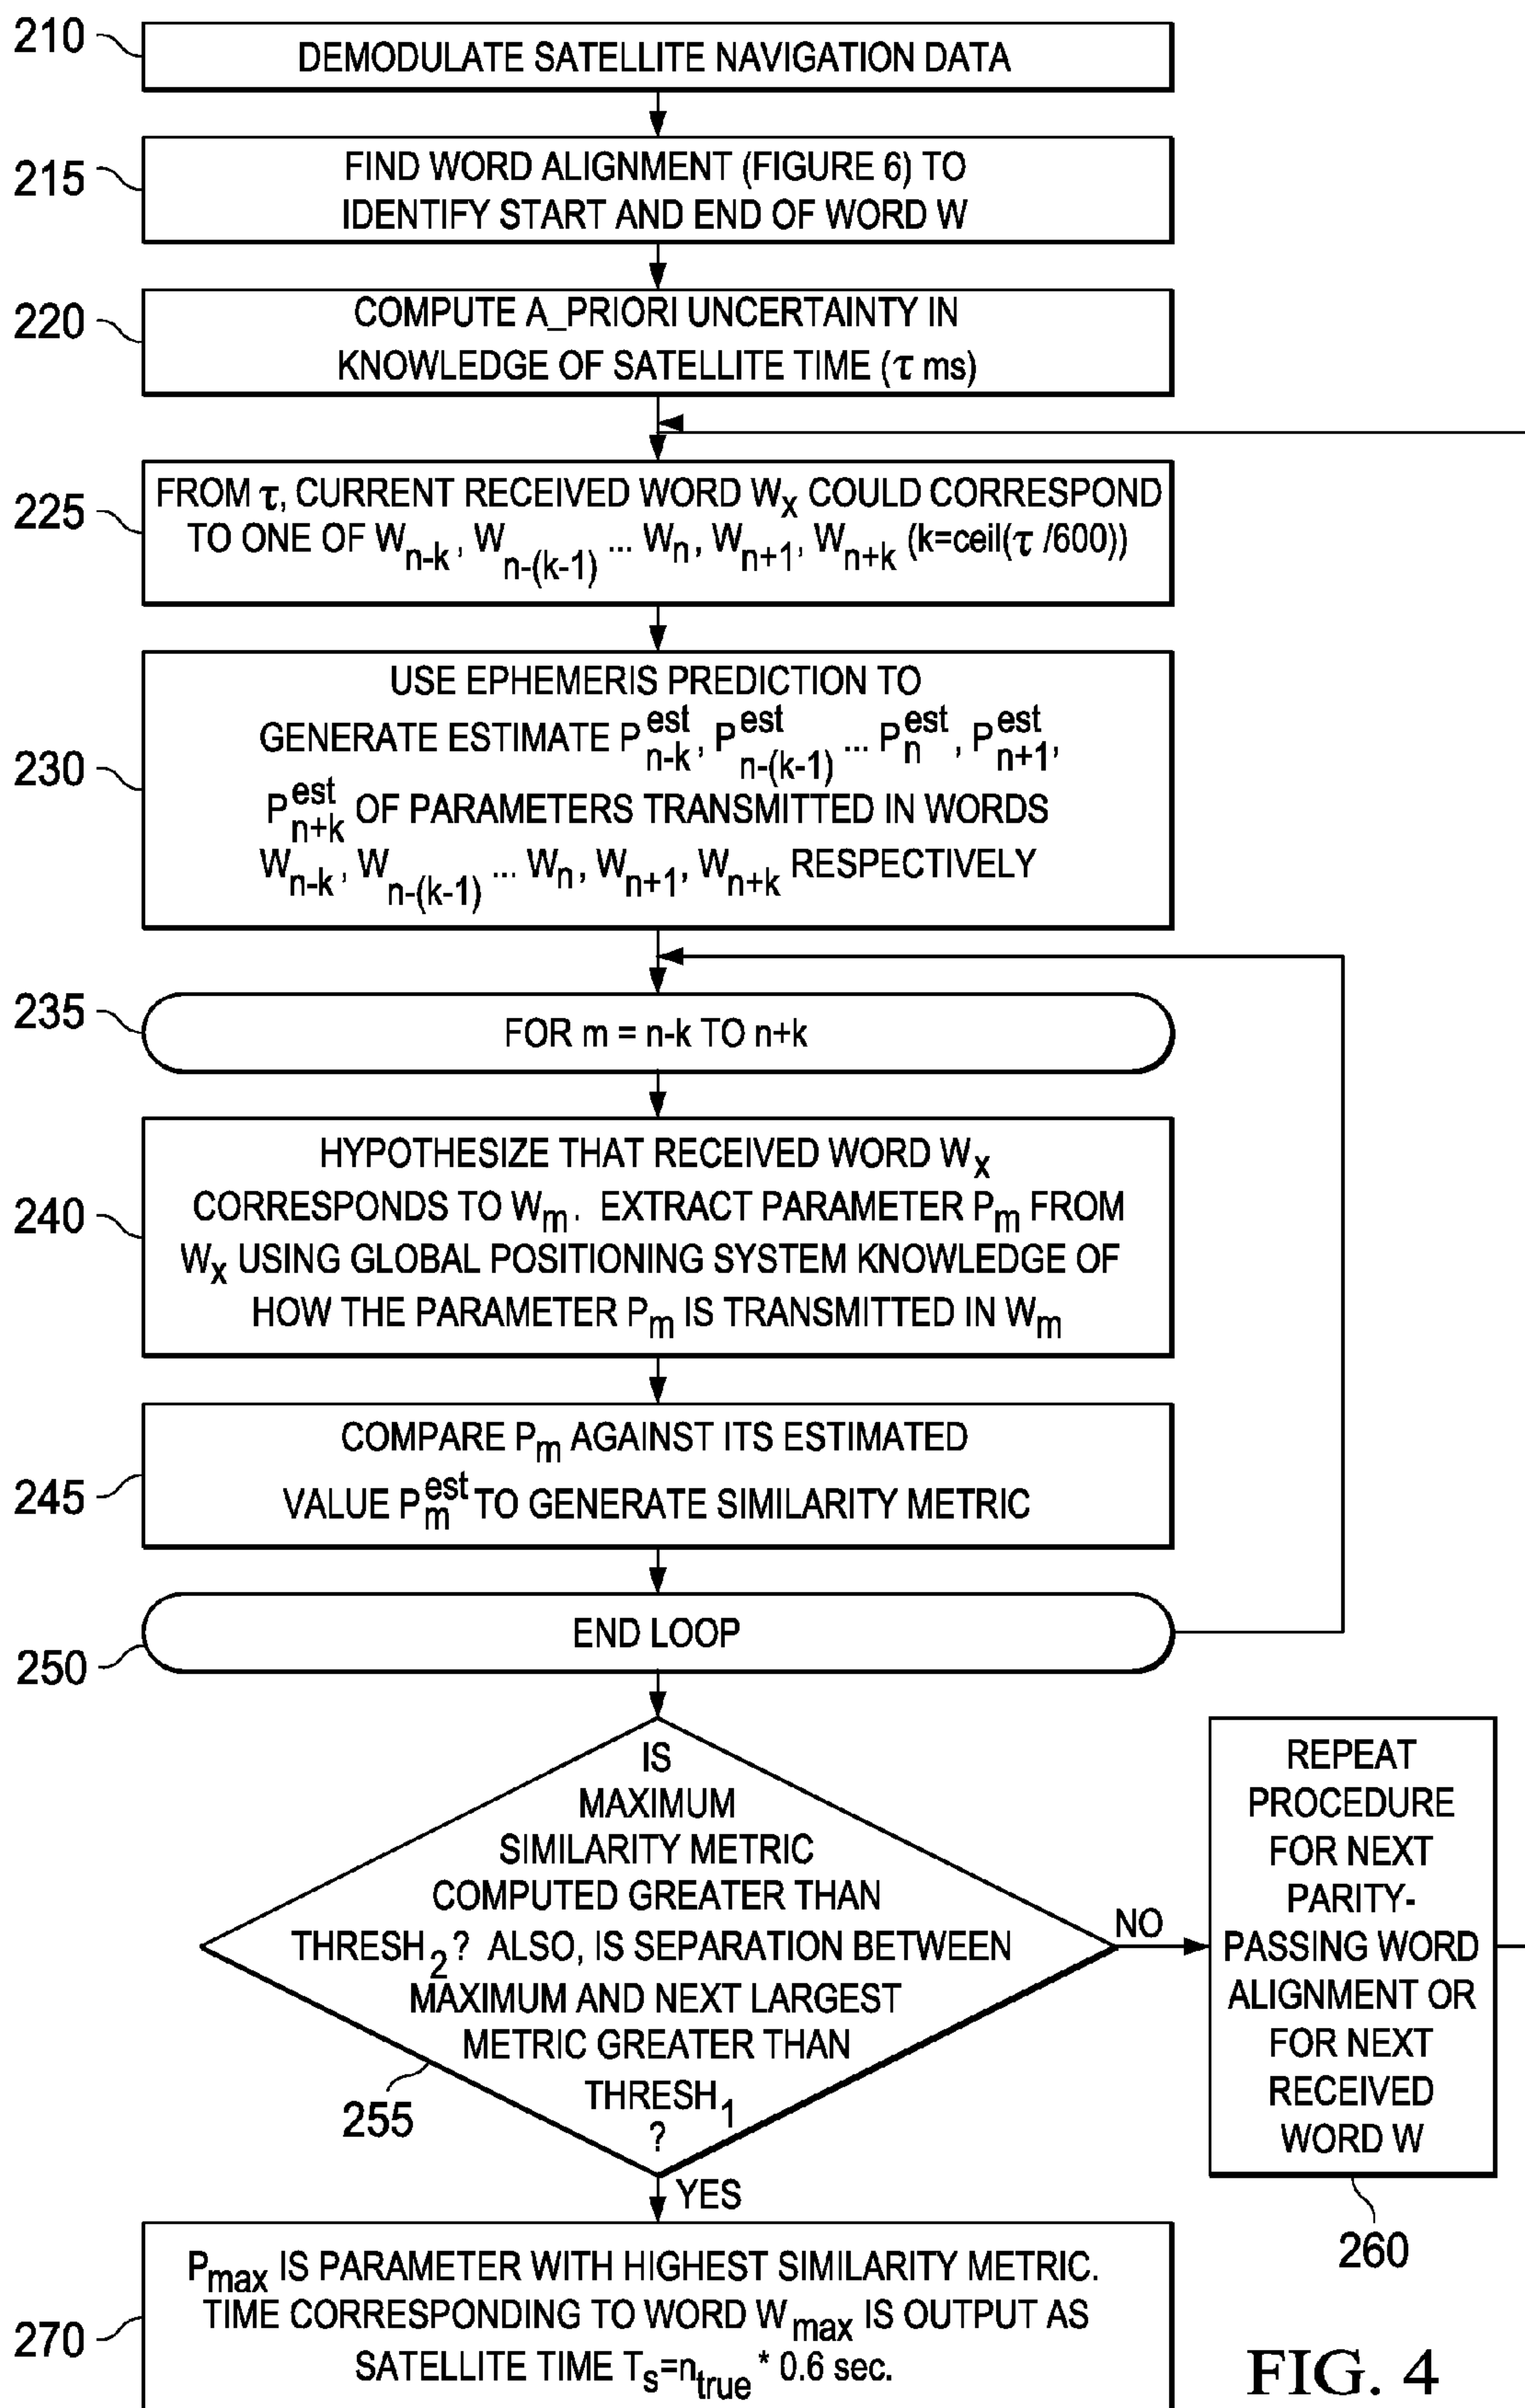 210
DEMODULATE SATELLITE NAVIGATION DATA
215
FIND WORD ALIGNMENT (FIGURE 6) TO
IDENTIFY START AND END OF WORD W
220
COMPUTE A_PRIORI UNCERTAINTY IN
KNOWLEDGE OF SATELLITE TIME (τ ms)
225
FROM τ, CURRENT RECEIVED WORD Wx COULD CORRESPOND
TO ONE OF Wn-k, Wn-(k-1) ... Wn, Wn+1, Wn+k (k=ceil(τ /600))
230
USE EPHEMERIS PREDICTION TO
GENERATE ESTIMATE P^est_n-k, P^est_n-(k-1) ... P^est_n, P^est_n+1,
P^est_n+k OF PARAMETERS TRANSMITTED IN WORDS
Wn-k, Wn-(k-1) ... Wn, Wn+1, Wn+k RESPECTIVELY
235
FOR m = n-k TO n+k
240
HYPOTHESIZE THAT RECEIVED WORD Wx
CORRESPONDS TO Wm. EXTRACT PARAMETER Pm FROM
Wx USING GLOBAL POSITIONING SYSTEM KNOWLEDGE OF
HOW THE PARAMETER Pm IS TRANSMITTED IN Wm
245
COMPARE Pm AGAINST ITS ESTIMATED
VALUE P^est_m TO GENERATE SIMILARITY METRIC
250
END LOOP
IS
MAXIMUM
SIMILARITY METRIC
COMPUTED GREATER THAN
THRESH2? ALSO, IS SEPARATION BETWEEN
MAXIMUM AND NEXT LARGEST
METRIC GREATER THAN
THRESH1
?
255
NO
YES
REPEAT
PROCEDURE
FOR NEXT
PARITY-
PASSING WORD
ALIGNMENT OR
FOR NEXT
RECEIVED
WORD W
260
270
Pmax IS PARAMETER WITH HIGHEST SIMILARITY METRIC.
TIME CORRESPONDING TO WORD Wmax IS OUTPUT AS
SATELLITE TIME Ts=ntrue * 0.6 sec.
FIG. 4